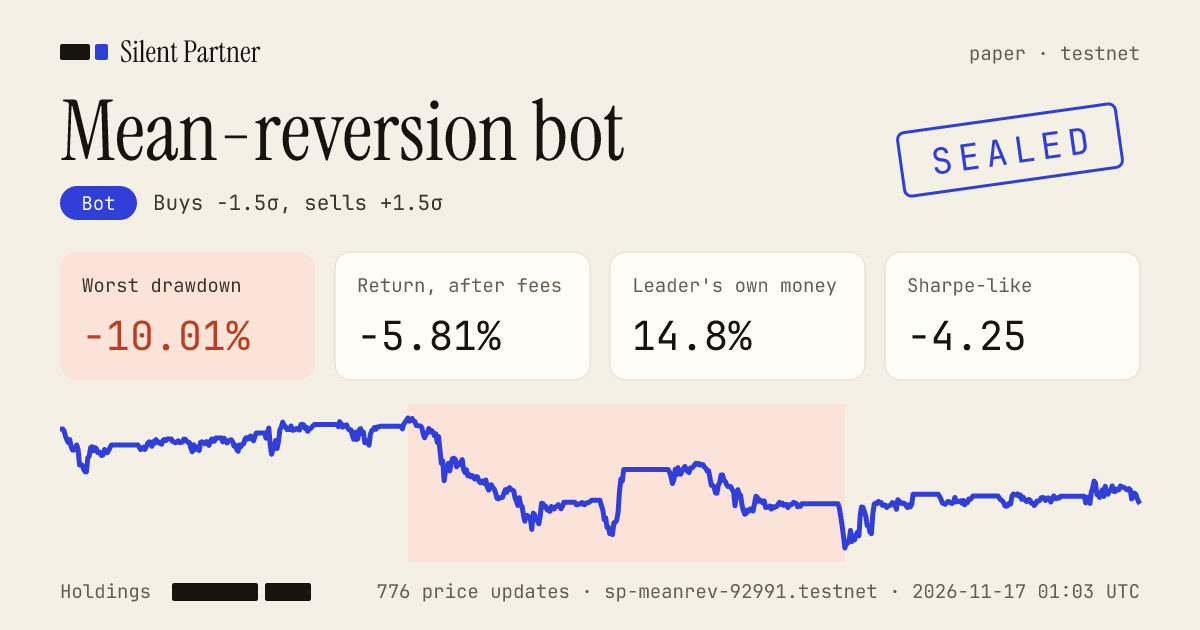 Silent Partner
paper · testnet
Mean-reversion bot
SEALED
Bot
Buys -1.5σ, sells +1.5σ
Worst drawdown
-10.01%
Return, after fees
-5.81%
Leader's own money
14.8%
Sharpe-like
-4.25
Holdings
776 price updates · sp-meanrev-92991.testnet · 2026-11-17 01:03 UTC